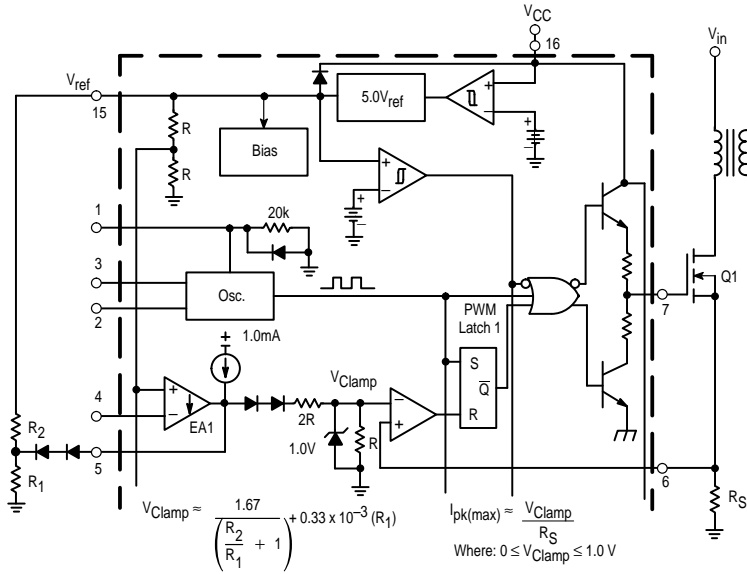 V_CC
16
V_in
V_ref
15
R
R
5.0V_ref
+
–
+
–
Bias
+
–
+
–
1
20k
3
2
Osc.
7
Q1
PWM
Latch 1
S
Q̅
R
+
–
1.0mA
4
+
–
EA1
5
R_2
R_1
2R
V_Clamp
1.0V
R
–
+
6
R_S
V_Clamp ≈ 1.67 / (R_2/R_1 + 1) + 0.33 x 10^–3 (R_1)
I_pk(max) ≈ V_Clamp / R_S
Where: 0 ≤ V_Clamp ≤ 1.0 V